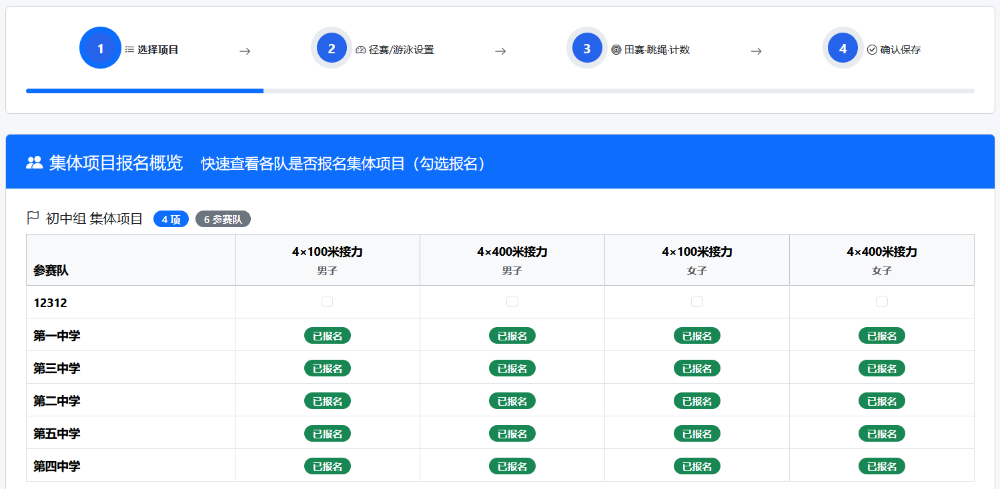 1 选择项目 → 2 径赛/游泳设置 → 3 田赛·跳绳·计数 → 4 确认保存
集体项目报名概览 快速查看各队是否报名集体项目（勾选报名）
初中组 集体项目 4 项 6 参赛队
参赛队 4×100米接力 4×400米接力 4×100米接力 4×400米接力
男子 男子 女子 女子
12312
第一中学 已报名 已报名 已报名 已报名
第三中学 已报名 已报名 已报名 已报名
第二中学 已报名 已报名 已报名 已报名
第五中学 已报名 已报名 已报名 已报名
第四中学 已报名 已报名 已报名 已报名